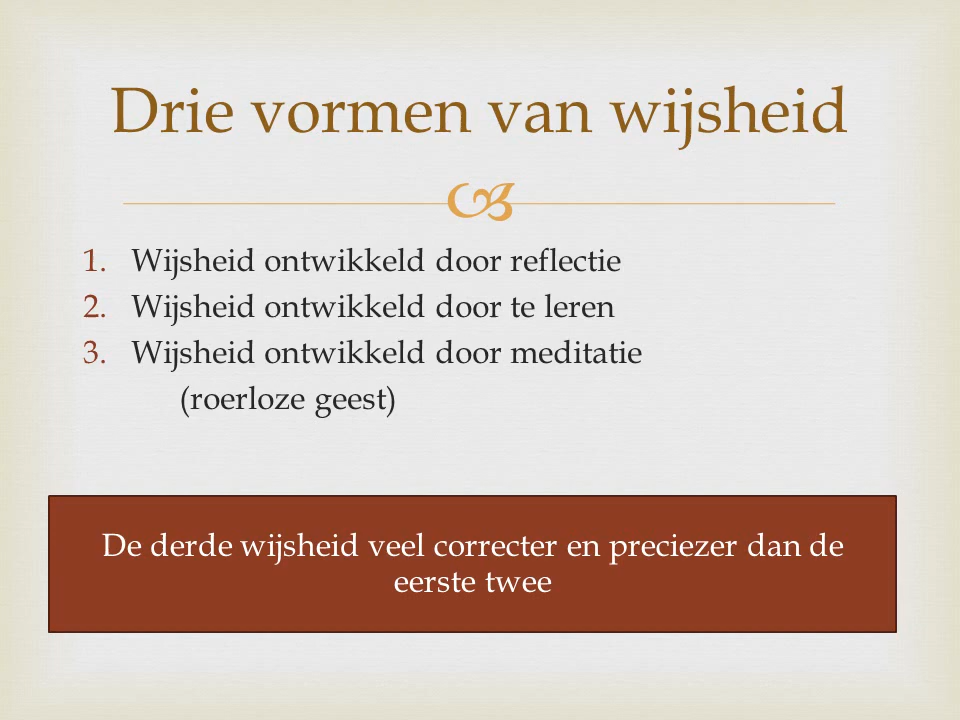 Drie vormen van wijsheid
1. Wijsheid ontwikkeld door reflectie
2. Wijsheid ontwikkeld door te leren
3. Wijsheid ontwikkeld door meditatie
(roerloze geest)
De derde wijsheid veel correcter en preciezer dan de
eerste twee